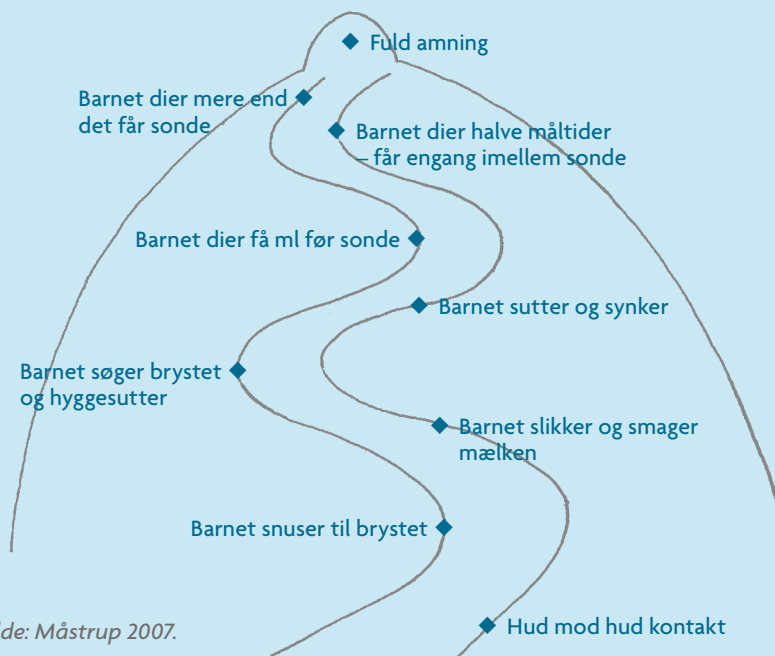 Fuld amning
Barnet dier mere end
det får sonde
Barnet dier halve måltider
– får engang imellem sonde
Barnet dier få ml før sonde
Barnet sutter og synker
Barnet søger brystet
og hyggesutter
Barnet slikker og smager
mælken
Barnet snuser til brystet
Hud mod hud kontakt
de: Måstrup 2007.